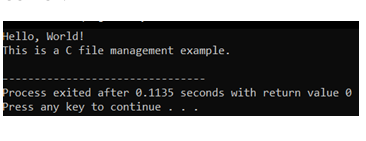 Hello, World!
This is a C file management example.
--------------------------------
Process exited after 0.1135 seconds with return value 0
Press any key to continue . . .